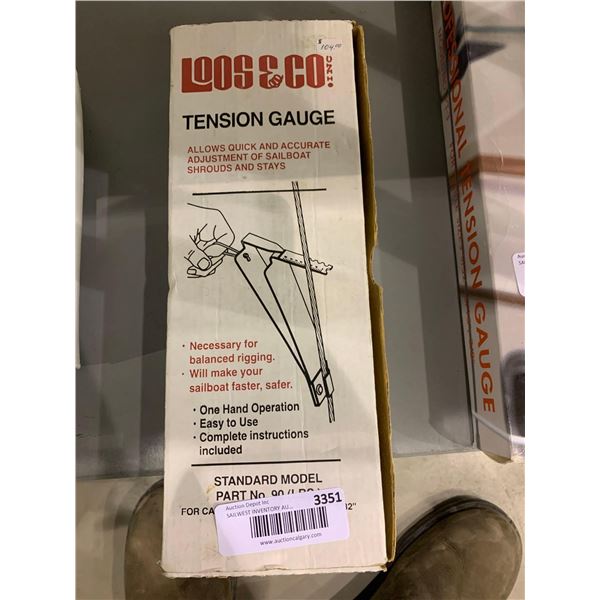 $
104.00
LOOS&CO. INC!
TENSION GAUGE
ALLOWS QUICK AND ACCURATE
ADJUSTMENT OF SAILBOAT
SHROUDS AND STAYS
• Necessary for
balanced rigging.
• Will make your
sailboat faster, safer.
• One Hand Operation
• Easy to Use
• Complete instructions
included
STANDARD MODEL
PART No. 90
FOR
Auction Depot Inc
SAILWEST INVENTORY AU...
3351
www.auctioncalgary.com
TENSION GAUGE